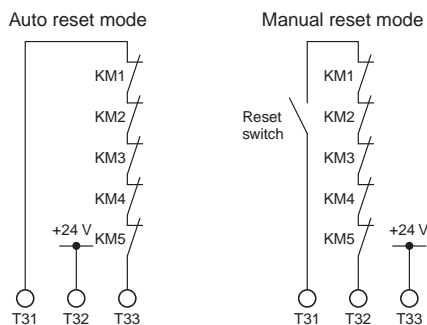 Auto reset mode
KM1
KM2
KM3
KM4
+24 V
KM5
T31 T32 T33
Manual reset mode
KM1
Reset
switch
KM2
KM3
KM4
+24 V
KM5
T31 T32 T33